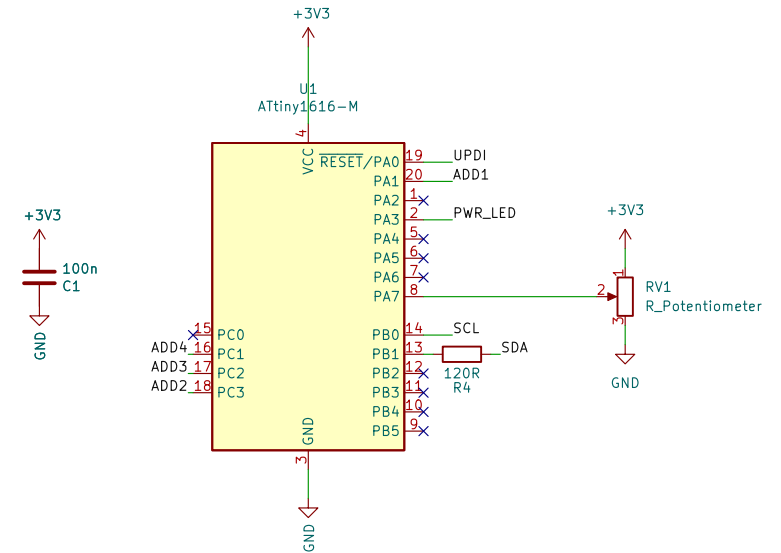 +3V3
U1
ATtiny1616-M
4
VCC
RESET/PA0
19
UPDI
PA1
20
ADD1
PA2
1
PA3
2
PWR_LED
PA4
5
PA5
6
PA6
7
PA7
8
+3V3
100n
C1
GND
+3V3
1
2
3
RV1
R_Potentiometer
GND
15
PC0
ADD4
16
PC1
ADD3
17
PC2
ADD2
18
PC3
PB0
14
SCL
PB1
13
SDA
120R
R4
PB2
12
PB3
11
PB4
10
PB5
9
GND
3
GND